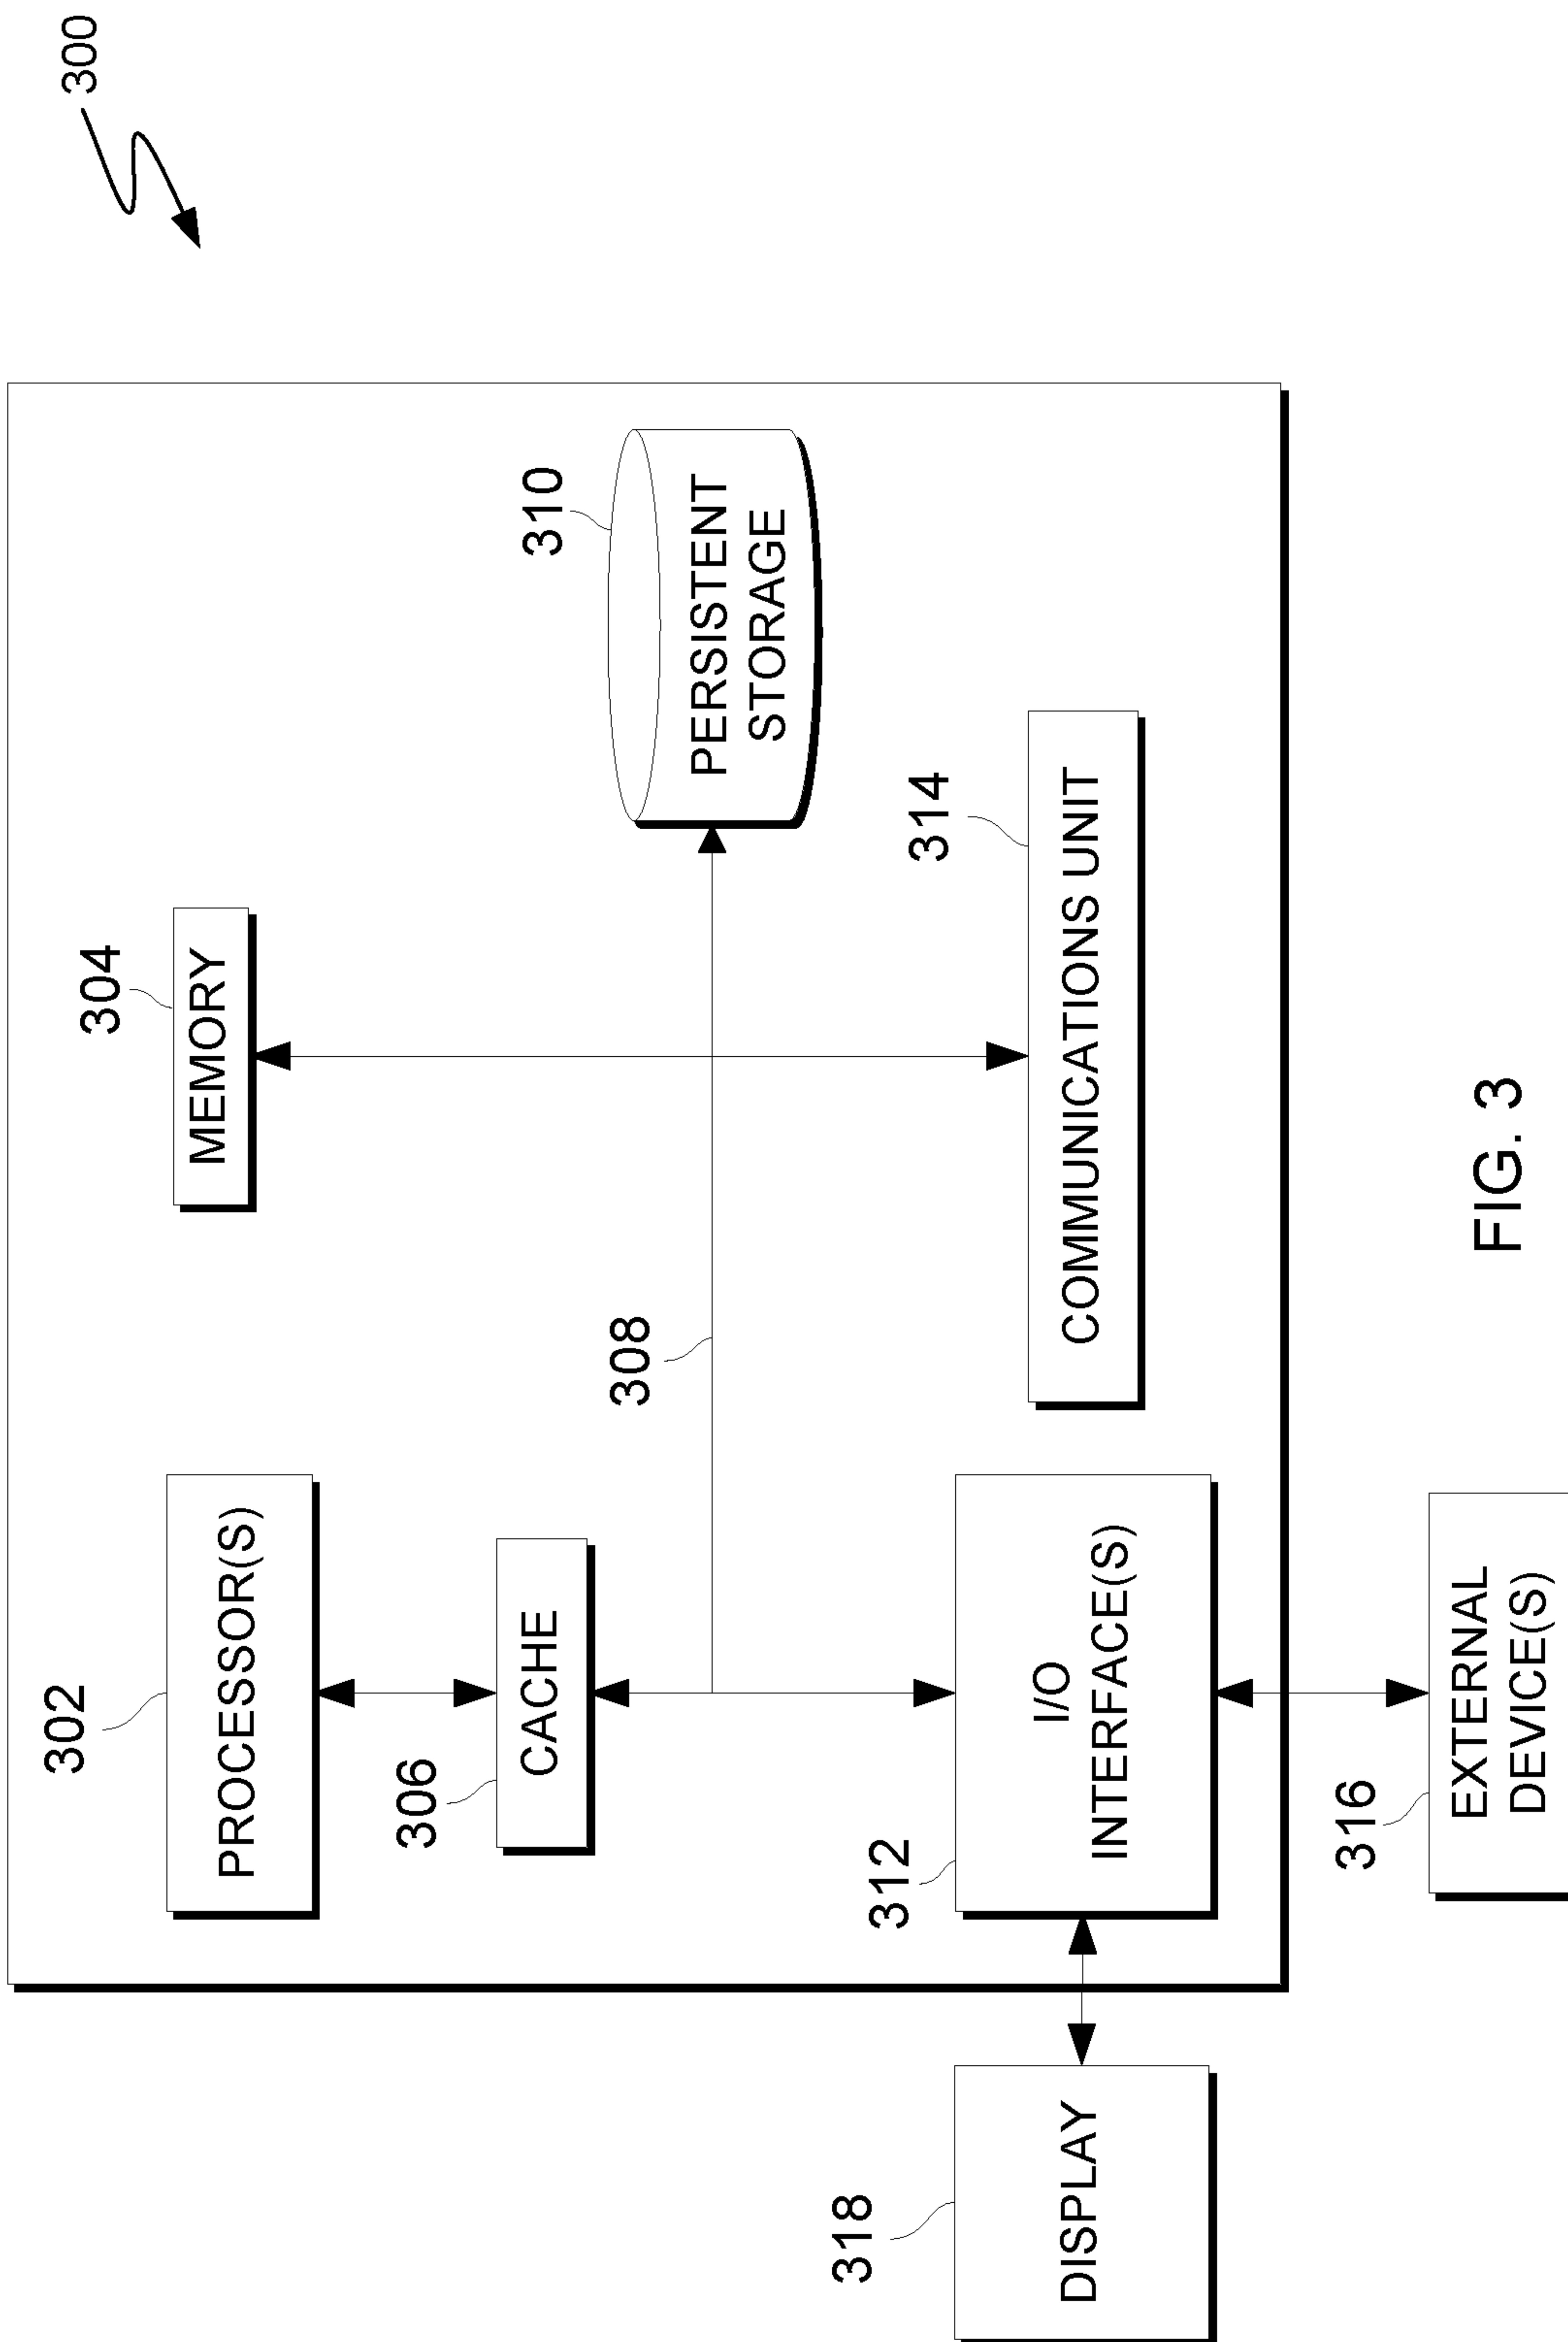 300
302
PROCESSOR(S)
304
MEMORY
306
CACHE
310
308
PERSISTENT
STORAGE
318
DISPLAY
312
I/O
INTERFACE(S)
314
COMMUNICATIONS UNIT
316
EXTERNAL
DEVICE(S)
FIG. 3